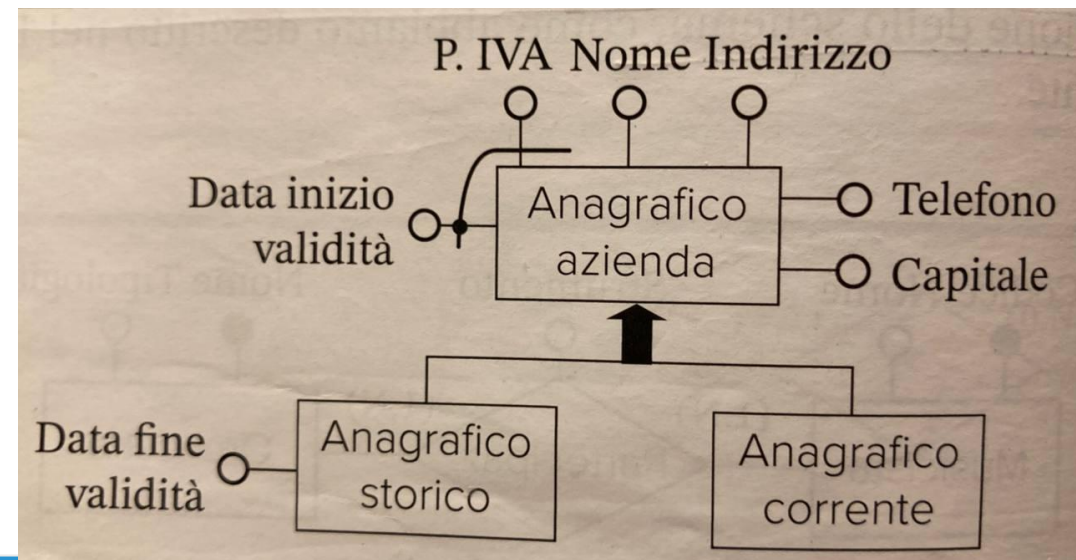 P. IVA Nome Indirizzo
Data inizio
validità
Anagrafico
azienda
Telefono
Capitale
Data fine
validità
Anagrafico
storico
Anagrafico
corrente